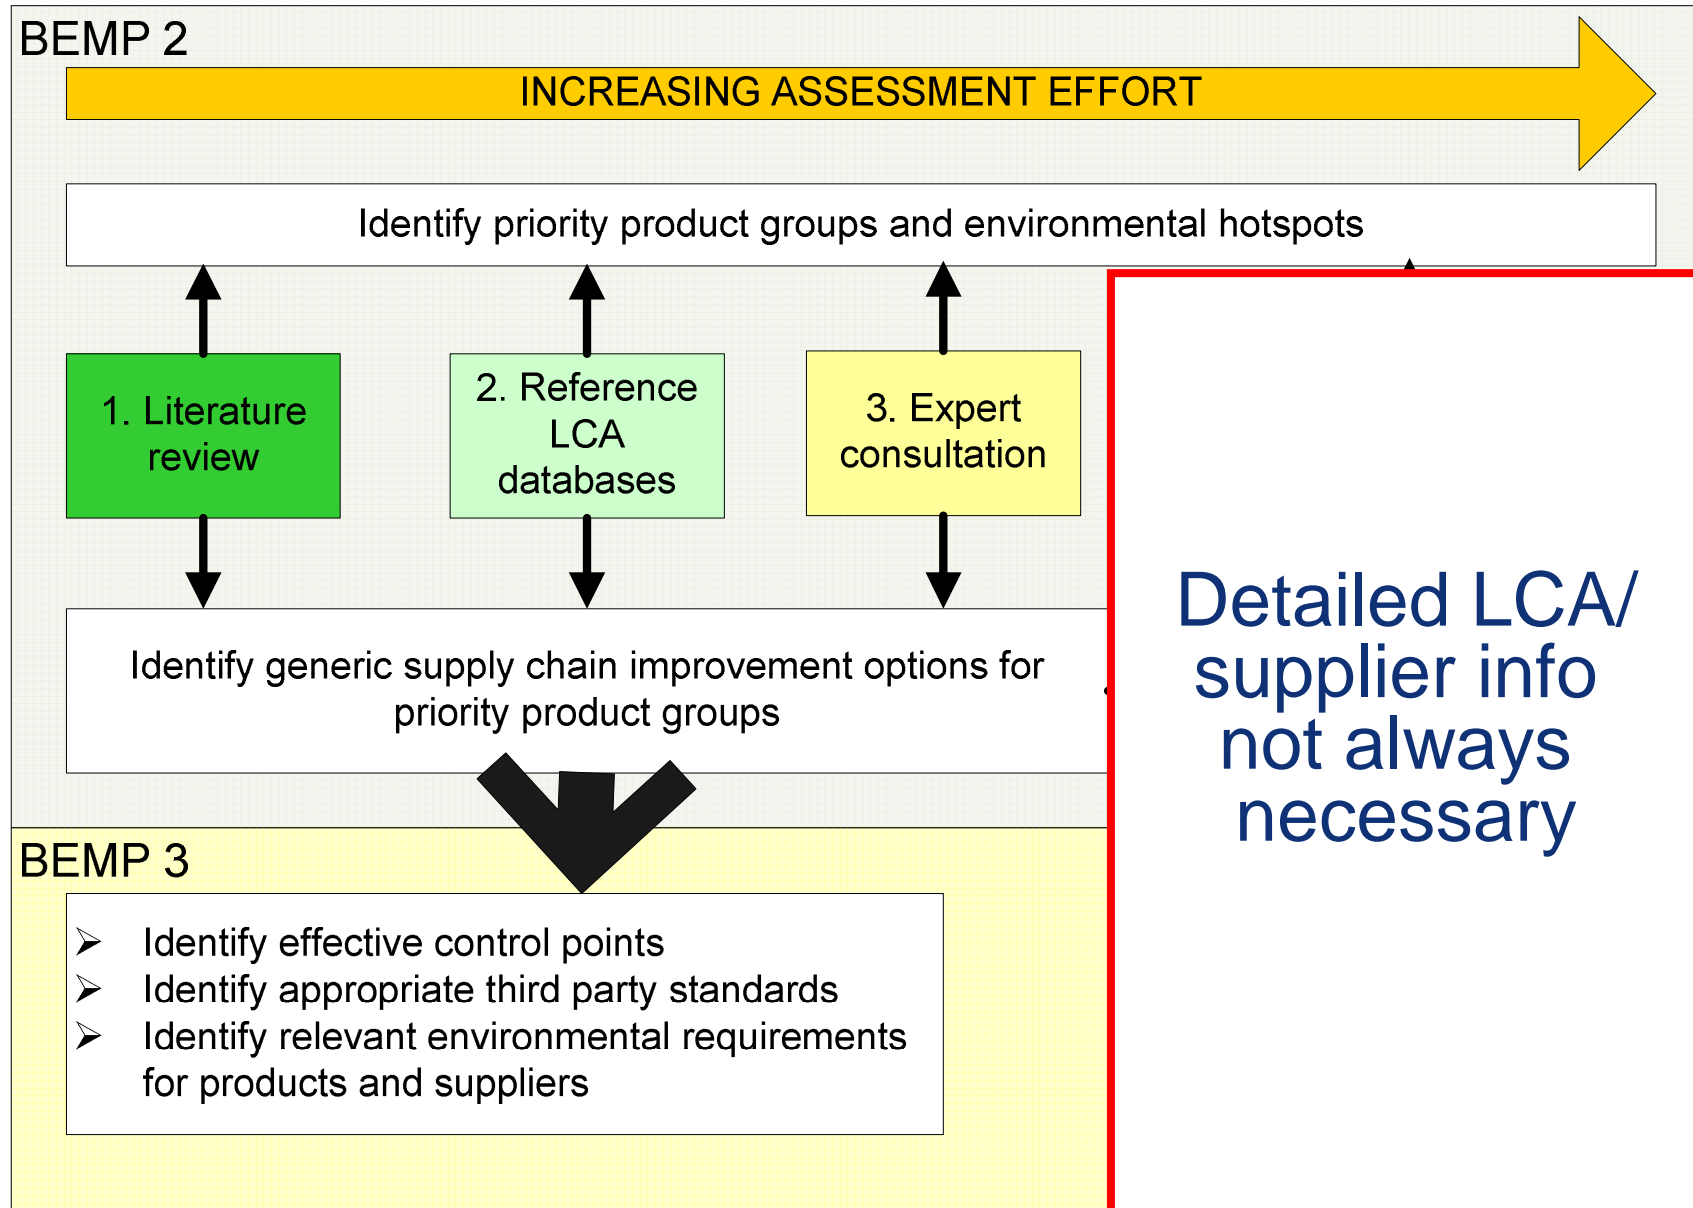 BEMP 2
INCREASING ASSESSMENT EFFORT
Identify priority product groups and environmental hotspots
1. Literature
review
2. Reference
LCA
databases
3. Expert
consultation
Identify generic supply chain improvement options for
priority product groups
Detailed LCA/
supplier info
not always
necessary
BEMP 3
➢ Identify effective control points
➢ Identify appropriate third party standards
➢ Identify relevant environmental requirements
for products and suppliers